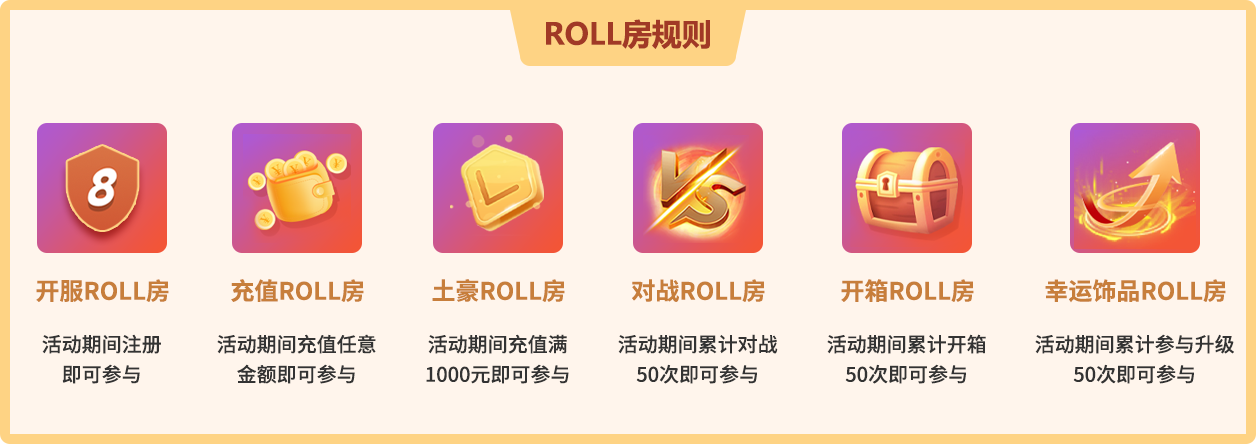 ROLL房规则
8
VS
开服ROLL房
活动期间注册
即可参与
充值ROLL房
活动期间充值任意
金额即可参与
土豪ROLL房
活动期间充值满
1000元即可参与
对战ROLL房
活动期间累计对战
50次即可参与
开箱ROLL房
活动期间累计开箱
50次即可参与
幸运饰品ROLL房
活动期间累计参与升级
50次即可参与